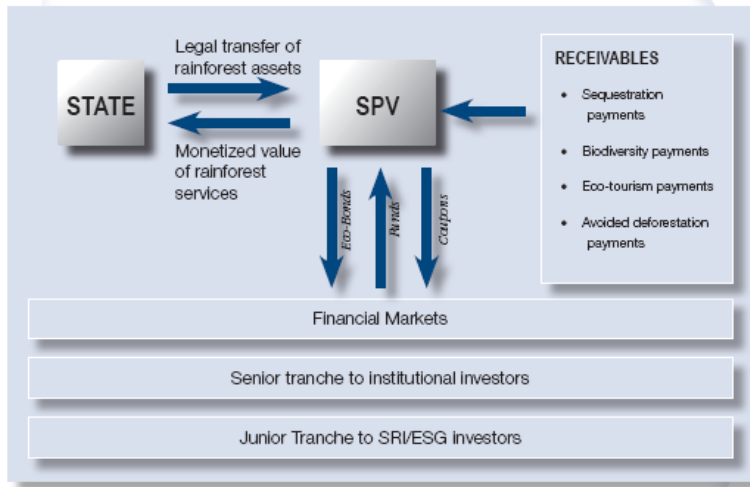 Legal transfer of
rainforest assets
STATE
SPV
Monetized value
of rainforest
services
RECEIVABLES
• Sequestration
payments
• Biodiversity payments
• Eco-tourism payments
• Avoided deforestation
payments
Eco-Bonds
Funds
Coupons
Financial Markets
Senior tranche to institutional investors
Junior Tranche to SRI/ESG investors